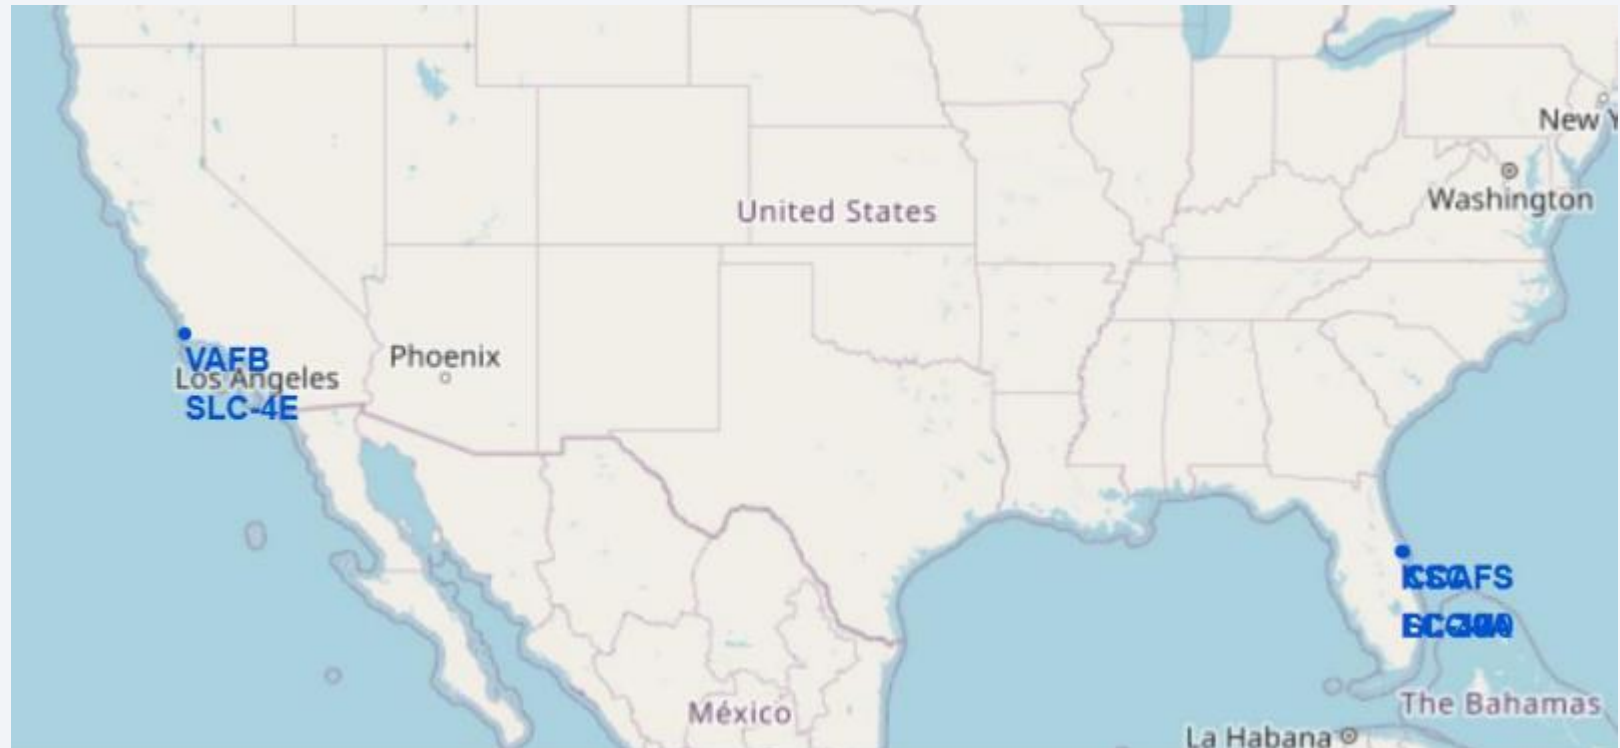 New Y
Washington
United States
VAFB
Los Angeles
SLC-4E
Phoenix
México
The Bahamas
La Habana